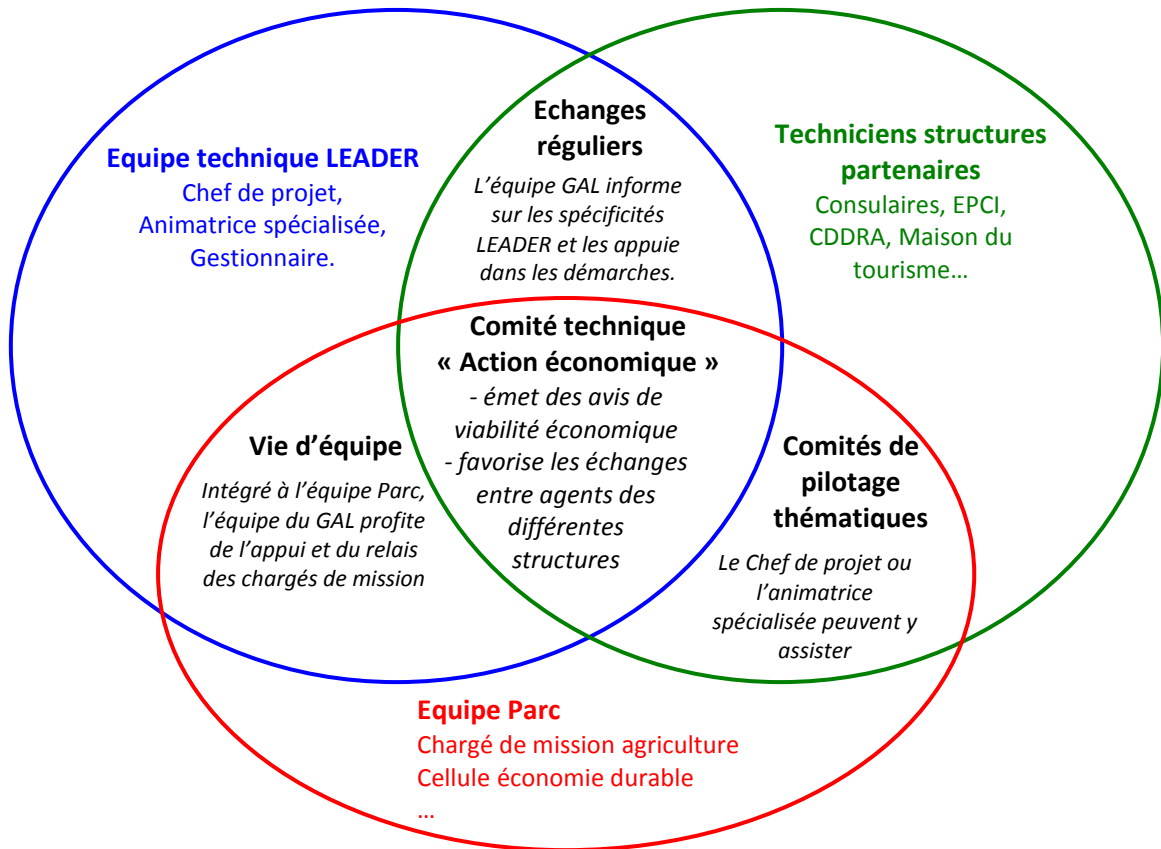 Equipe technique LEADER
Chef de projet,
Animatrice spécialisée,
Gestionnaire.
Echanges
réguliers
L'équipe GAL informe
sur les spécificités
LEADER et les appuie
dans les démarches.
Techniciens structures
partenaires
Consulaires, EPCI,
CDDRA, Maison du
tourisme…
Comité technique
« Action économique »
- émet des avis de
viabilité économique
- favorise les échanges
entre agents des
différentes
structures
Vie d'équipe
Intégré à l'équipe Parc,
l'équipe du GAL profite
de l'appui et du relais
des chargés de mission
Comités de
pilotage
thématiques
Le Chef de projet ou
l'animatrice
spécialisée peuvent y
assister
Equipe Parc
Chargé de mission agriculture
Cellule économie durable
…